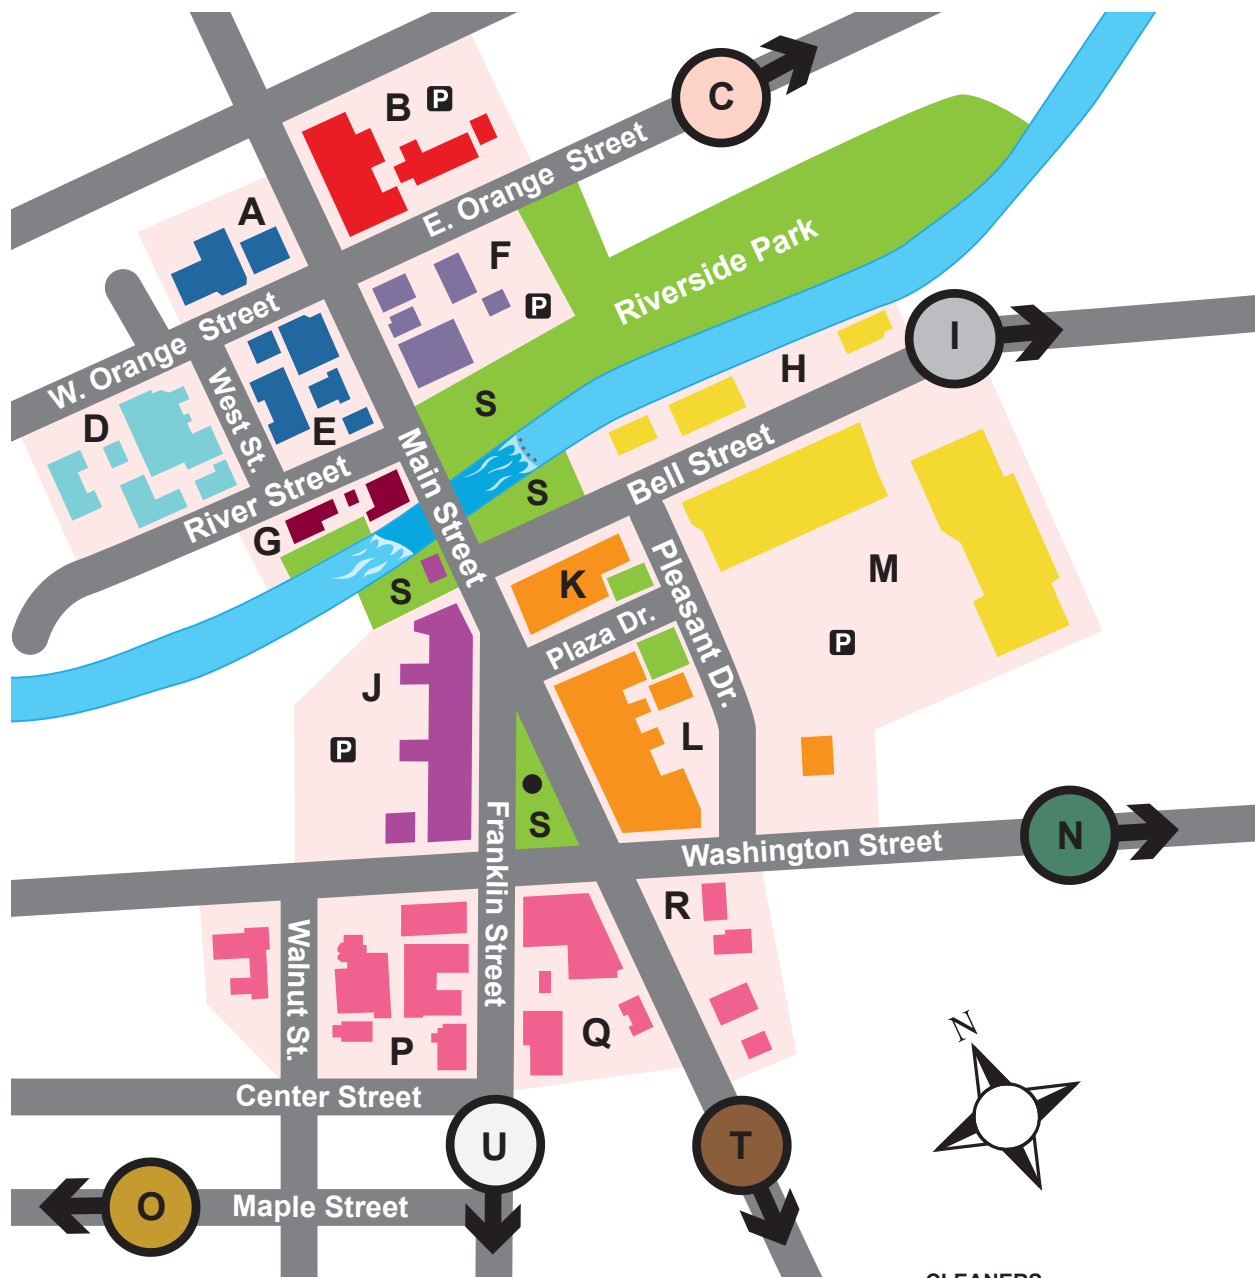 C
B P
E. Orange Street
A
F
P
Riverside Park
W. Orange Street
I
H
West St.
D
E
S
Main Street
Bell Street
River Street
S
G
Pleasant Dr.
M
K
S
Plaza Dr.
P
J
L
P
S
Franklin Street
Washington Street
N
R
Walnut St.
Q
P
N
Center Street
U
T
O
Maple Street
CLEANERS